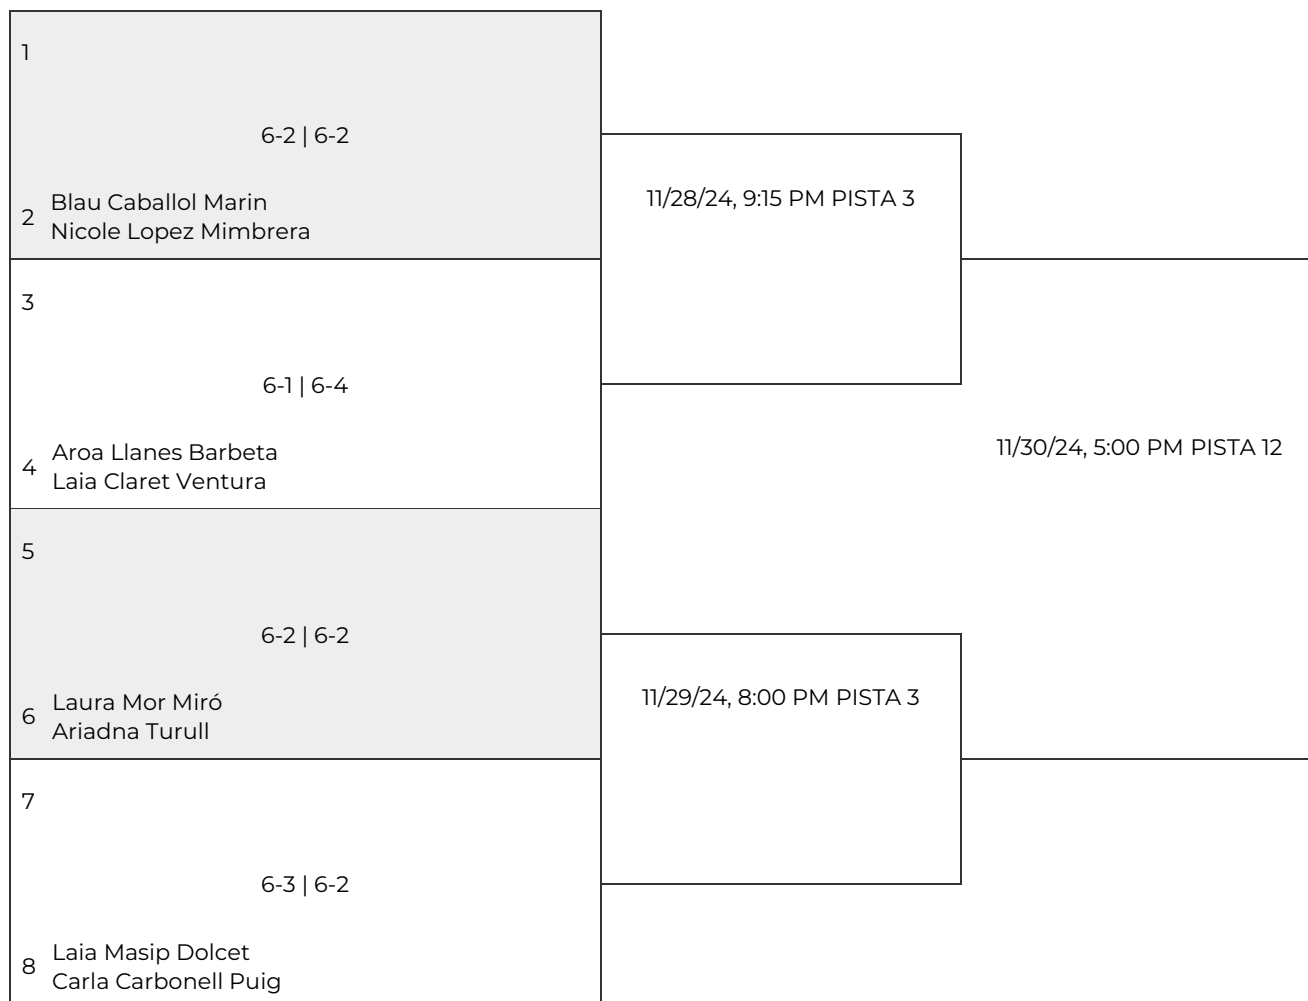 1
6-2 | 6-2
2 Blau Caballol Marin
Nicole Lopez Mimbrera
11/28/24, 9:15 PM PISTA 3
3
6-1 | 6-4
4 Aroa Llanes Barbeta
Laia Claret Ventura
11/30/24, 5:00 PM PISTA 12
5
6-2 | 6-2
6 Laura Mor Miró
Ariadna Turull
11/29/24, 8:00 PM PISTA 3
7
6-3 | 6-2
8 Laia Masip Dolcet
Carla Carbonell Puig